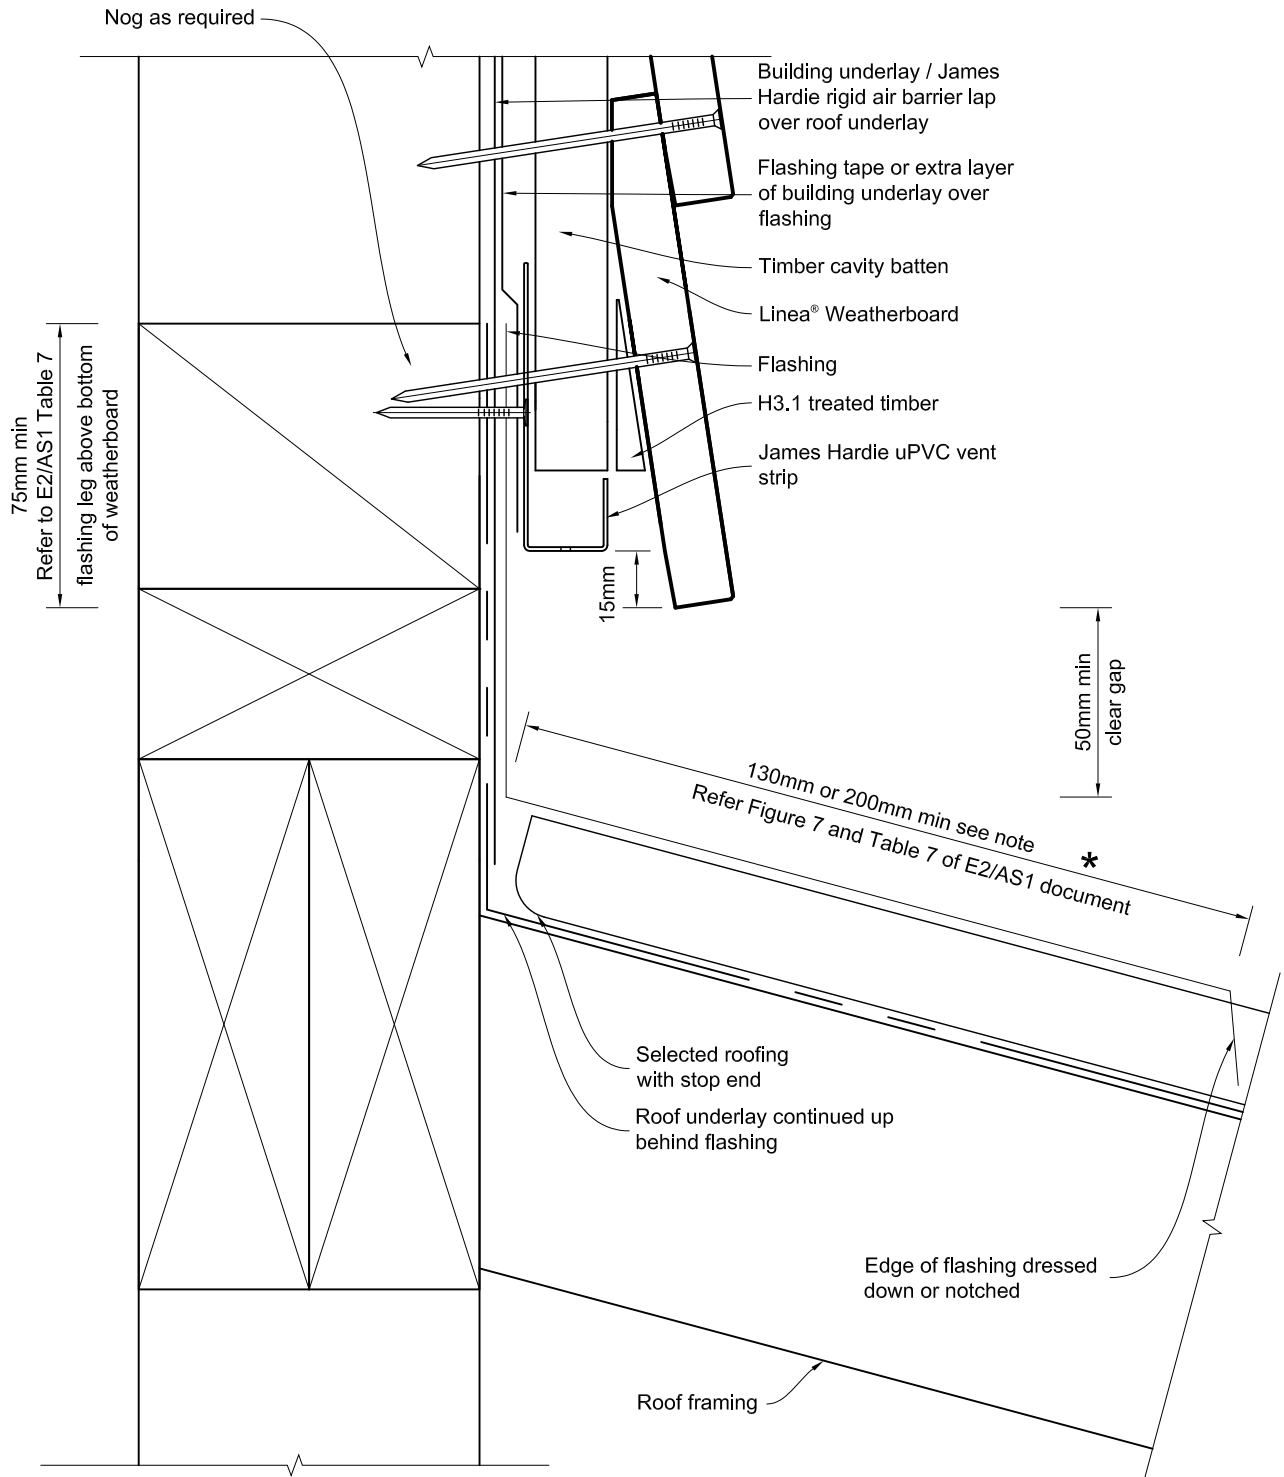 Nog as required
Building underlay / James
Hardie rigid air barrier lap
over roof underlay
Flashing tape or extra layer
of building underlay over
flashing
Timber cavity batten
Linea® Weatherboard
Flashing
H3.1 treated timber
James Hardie uPVC vent
strip
75mm min
Refer to E2/AS1 Table 7
flashing leg above bottom
of weatherboard
15mm
50mm min
clear gap
130mm or 200mm min see note
Refer Figure 7 and Table 7 of E2/AS1 document
*
Selected roofing
with stop end
Roof underlay continued up
behind flashing
Edge of flashing dressed
down or notched
Roof framing